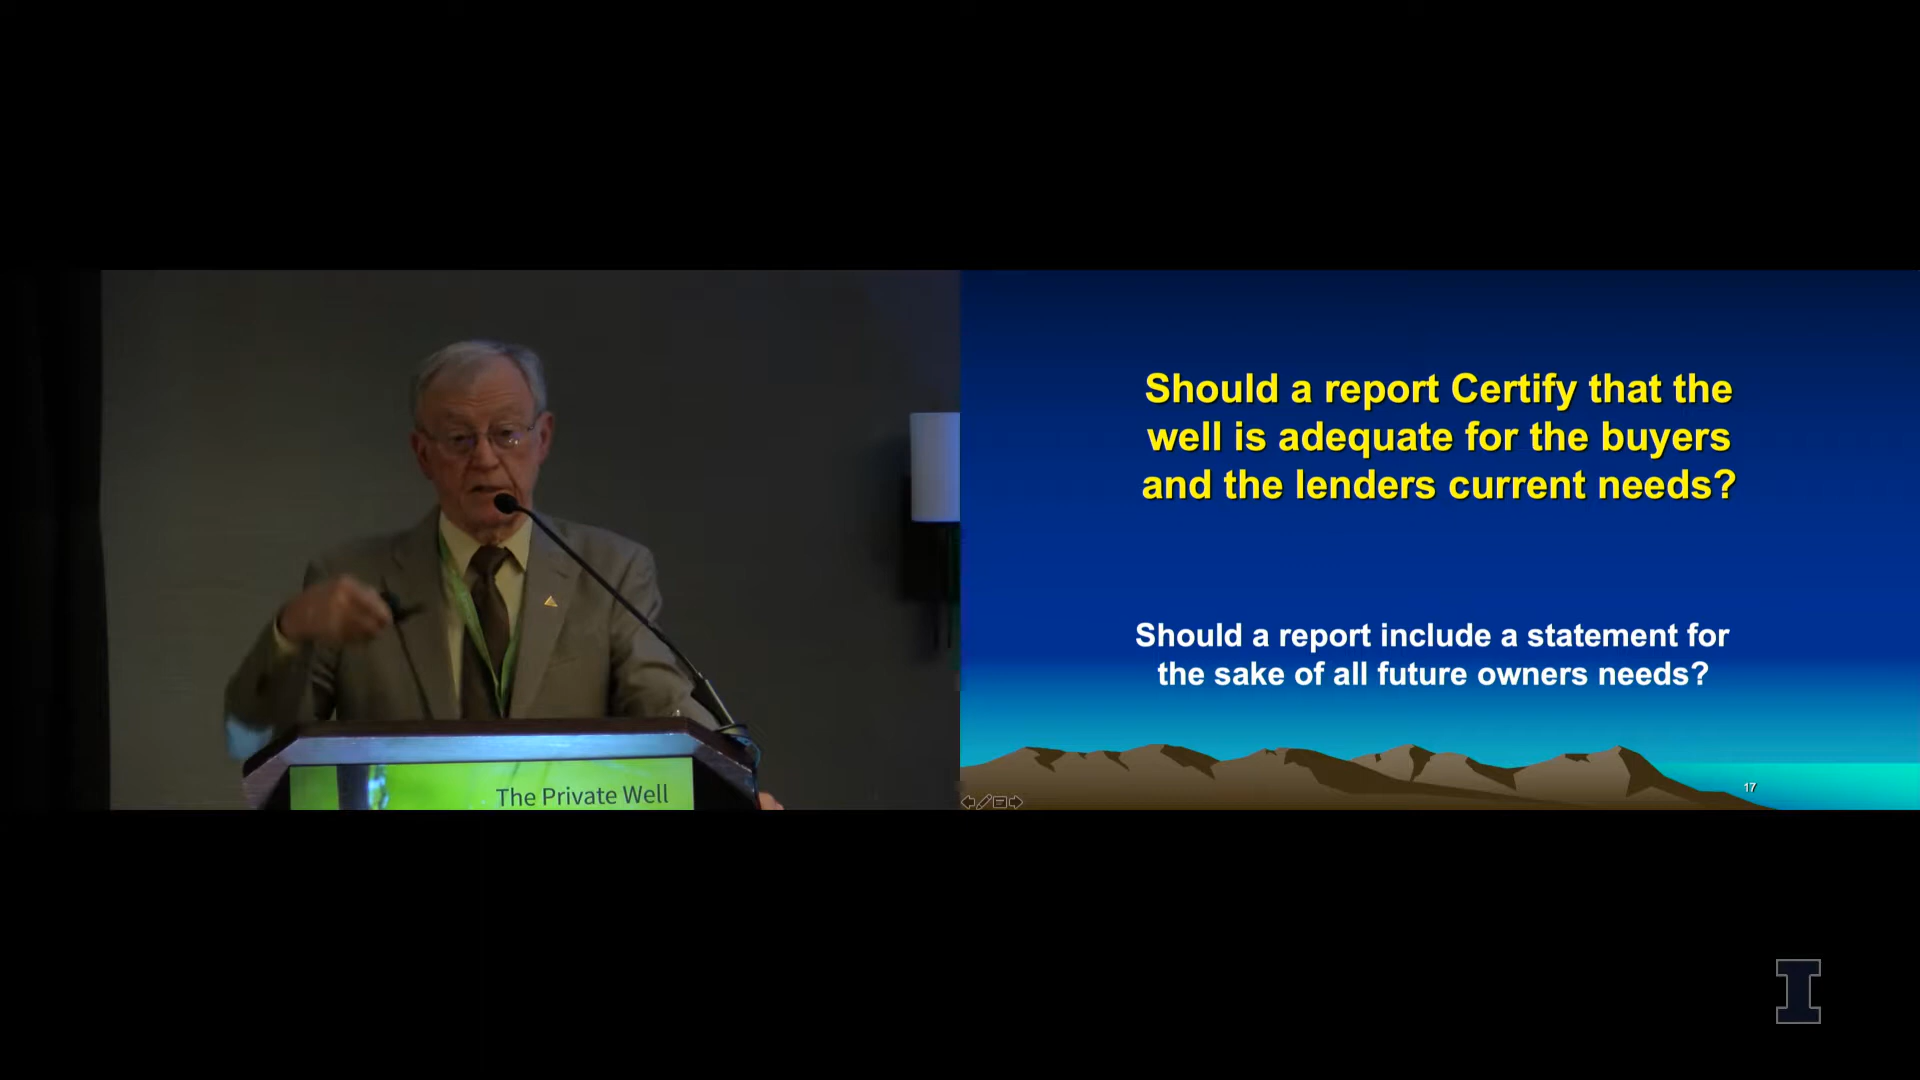 The Private Well
Should a report Certify that the
well is adequate for the buyers
and the lenders current needs?
Should a report include a statement for
the sake of all future owners needs?
17
I